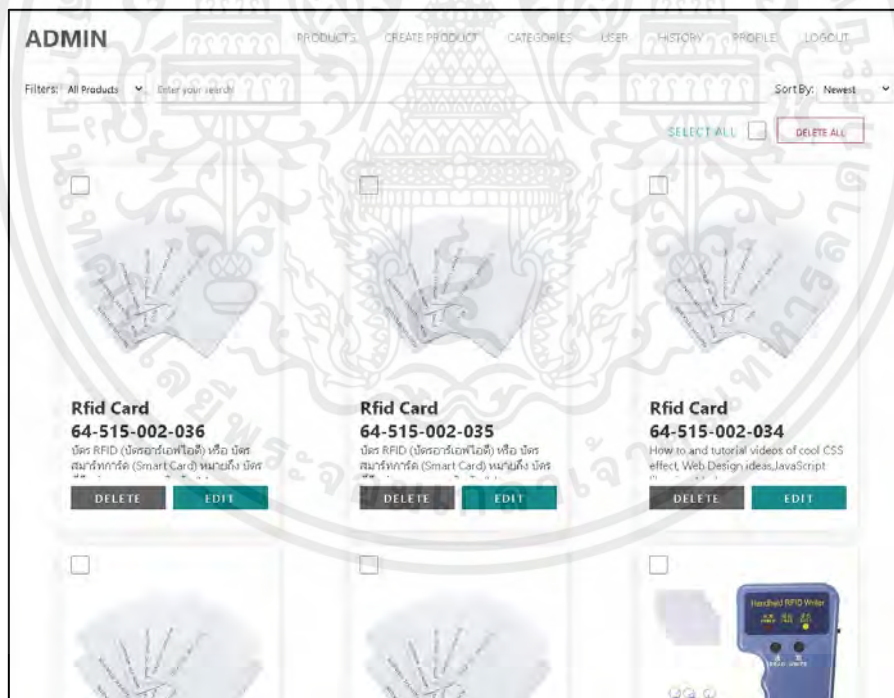 ADMIN
PRODUCTS CREATE PRODUCT CATEGORIES USER HISTORY PROFILE LOGOUT
Filters: All Products Enter your search! Sort By: Newest
SELECT ALL DELETE ALL
Rfid Card
64-515-002-036
บัตร RFID (บัตรอาร์เอฟไอดี) หรือ บัตร
สมาร์ทการ์ด (Smart Card) หมายถึง บัตร
DELETE EDIT
Rfid Card
64-515-002-035
บัตร RFID (บัตรอาร์เอฟไอดี) หรือ บัตร
สมาร์ทการ์ด (Smart Card) หมายถึง บัตร
DELETE EDIT
Rfid Card
64-515-002-034
How to and tutorial videos of cool CSS
effect, Web Design ideas,JavaScript
DELETE EDIT
Handheld RFID Writer